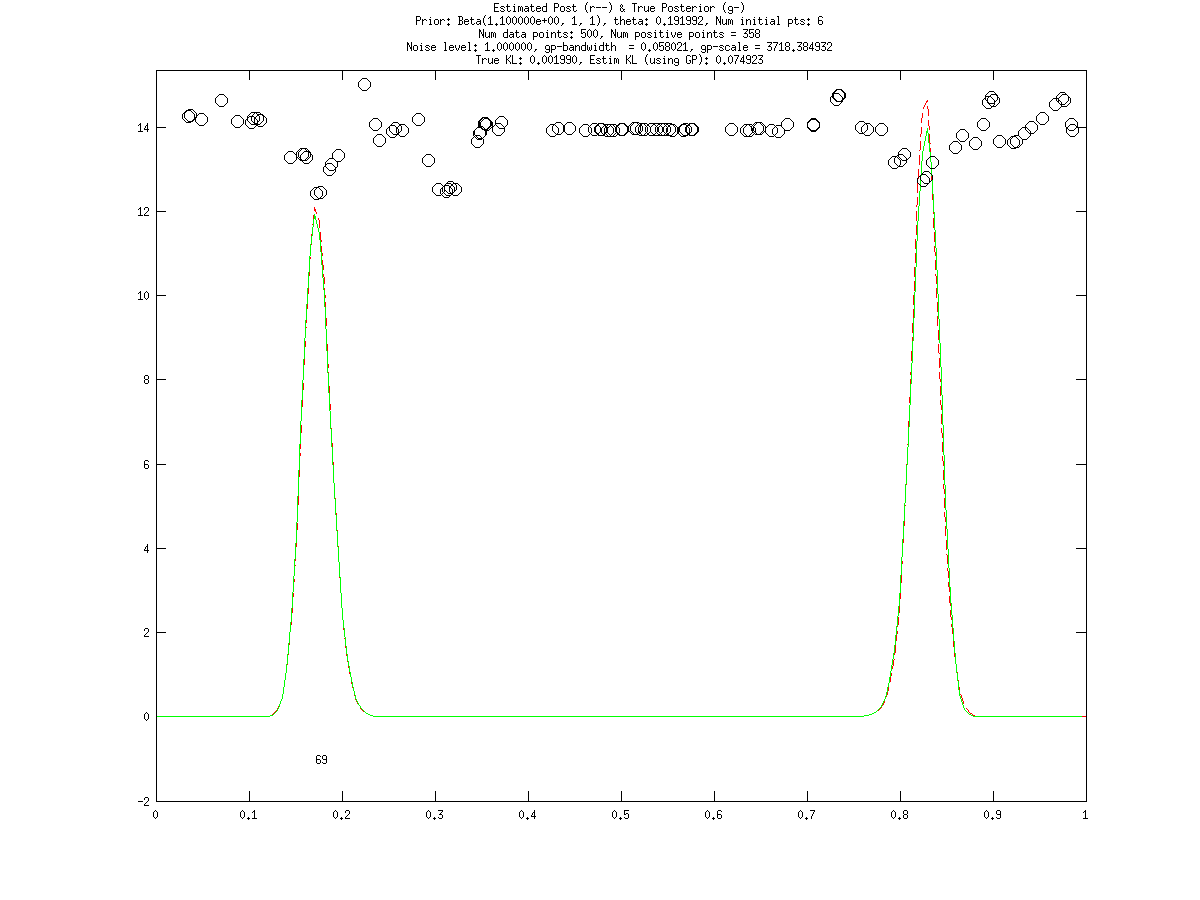 Estimated Post (r--) & True Posterior (g-)
Prior: Beta(1.100000e+00, 1, 1), theta: 0.191992, Num initial pts: 6
Num data points: 500, Num positive points = 358
Noise level: 1.000000, gp-bandwidth  = 0.058021, gp-scale = 3718.384932
True KL: 0.001990, Estim KL (using GP): 0.074923
14
12
10
8
6
4
2
0
69
-2
0 0.1 0.2 0.3 0.4 0.5 0.6 0.7 0.8 0.9 1